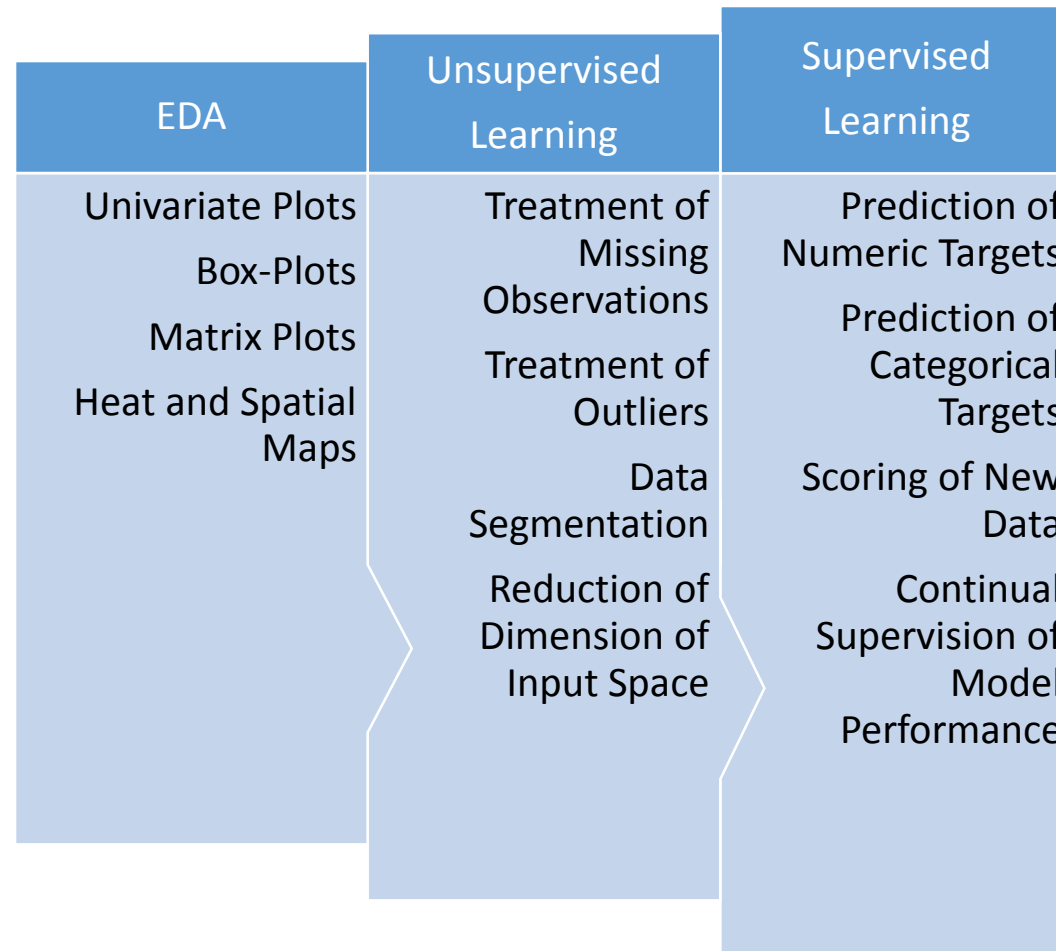 EDA
Univariate Plots
Box-Plots
Matrix Plots
Heat and Spatial
Maps
Unsupervised
Learning
Treatment of
Missing
Observations
Treatment of
Outliers
Data
Segmentation
Reduction of
Dimension of
Input Space
Supervised
Learning
Prediction of
Numeric Targets
Prediction of
Categorical
Targets
Scoring of New
Data
Continual
Supervision of
Model
Performance